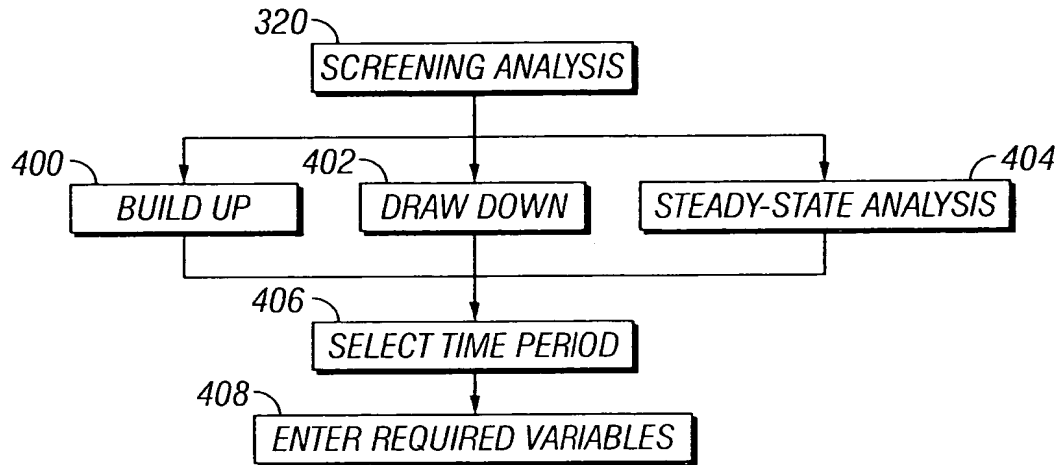 320
SCREENING ANALYSIS
400
BUILD UP
402
DRAW DOWN
404
STEADY-STATE ANALYSIS
406
SELECT TIME PERIOD
408
ENTER REQUIRED VARIABLES